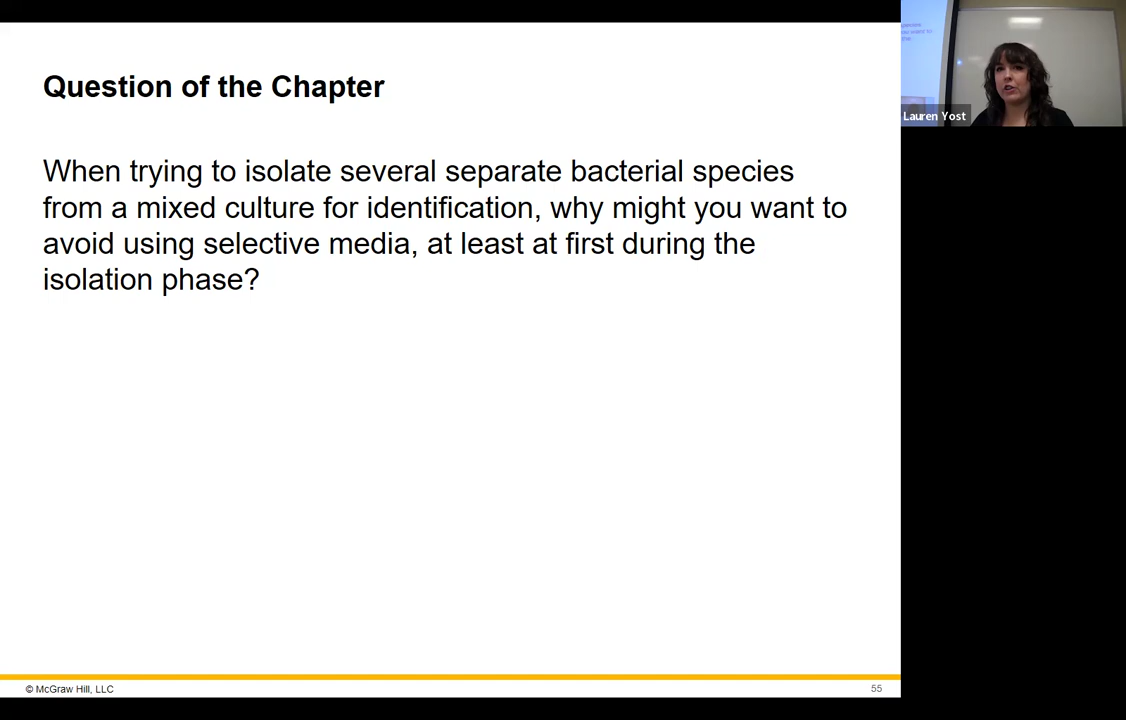 Question of the Chapter
When trying to isolate several separate bacterial species
from a mixed culture for identification, why might you want to
avoid using selective media, at least at first during the
isolation phase?
Lauren Yost
© McGraw Hill, LLC
55